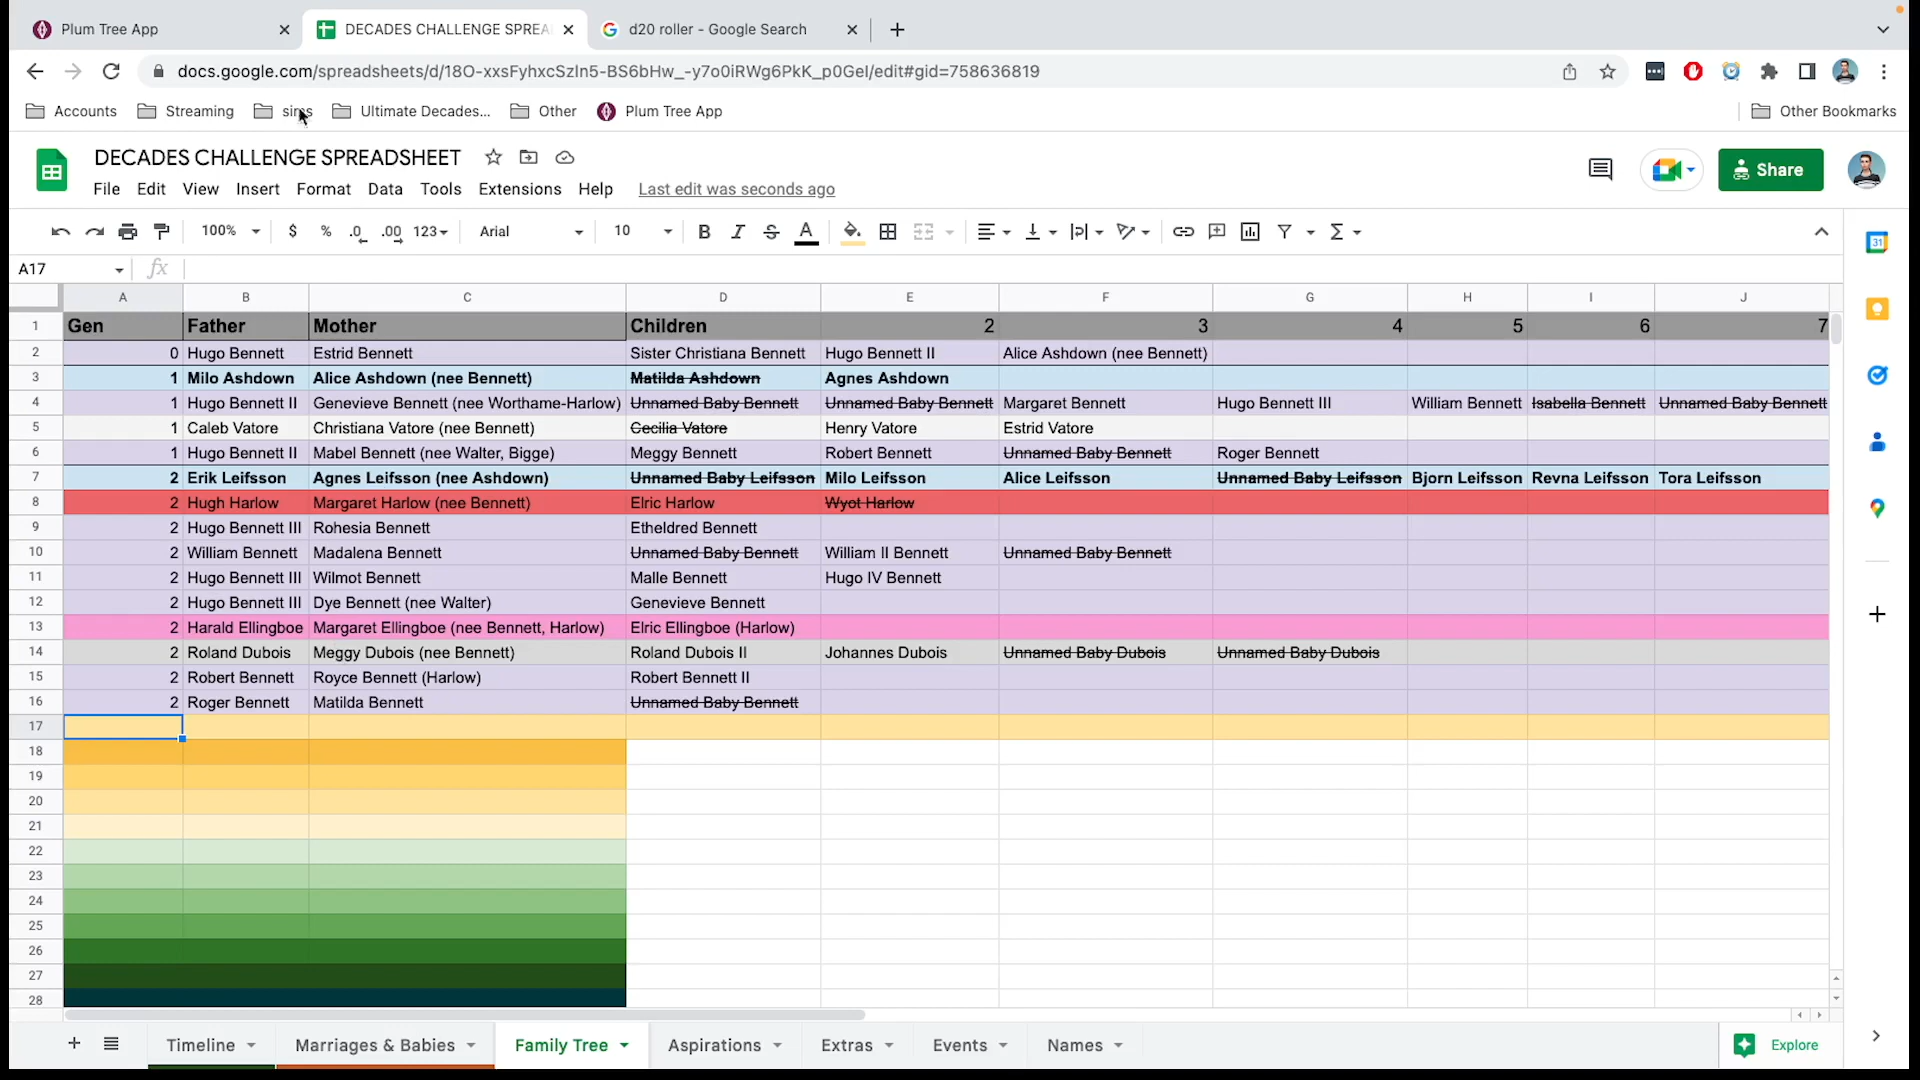 Plum Tree App
DECADES CHALLENGE SPREA
d20 roller - Google Search
docs.google.com/spreadsheets/d/18O-xxsFyhxcSzIn5-BS6bHw_-y7o0iRWg6PkK_p0GeI/edit#gid=758636819
Accounts Streaming sims Ultimate Decades... Other Plum Tree App Other Bookmarks
DECADES CHALLENGE SPREADSHEET
Share
File Edit View Insert Format Data Tools Extensions Help Last edit was seconds ago
100% $ % .0 .00 123 Arial 10 B I S A Σ
31
A17 fx
A B C D E F G H I J
1 Gen Father Mother Children 2 3 4 5 6 7
2 0 Hugo Bennett Estrid Bennett Sister Christiana Bennett Hugo Bennett II Alice Ashdown (nee Bennett)
3 1 Milo Ashdown Alice Ashdown (nee Bennett) Matilda Ashdown Agnes Ashdown
4 1 Hugo Bennett II Genevieve Bennett (nee Worthame-Harlow) Unnamed Baby Bennett Unnamed Baby Bennett Margaret Bennett Hugo Bennett III William Bennett Isabella Bennett Unnamed Baby Bennett
5 1 Caleb Vatore Christiana Vatore (nee Bennett) Cecilia Vatore Henry Vatore Estrid Vatore
6 1 Hugo Bennett II Mabel Bennett (nee Walter, Bigge) Meggy Bennett Robert Bennett Unnamed Baby Bennett Roger Bennett
7 2 Erik Leifsson Agnes Leifsson (nee Ashdown) Unnamed Baby Leifsson Milo Leifsson Alice Leifsson Unnamed Baby Leifsson Bjorn Leifsson Revna Leifsson Tora Leifsson
8 2 Hugh Harlow Margaret Harlow (nee Bennett) Elric Harlow Wyot Harlow
9 2 Hugo Bennett III Rohesia Bennett Etheldred Bennett
10 2 William Bennett Madalena Bennett Unnamed Baby Bennett William II Bennett Unnamed Baby Bennett
11 2 Hugo Bennett III Wilmot Bennett Malle Bennett Hugo IV Bennett
12 2 Hugo Bennett III Dye Bennett (nee Walter) Genevieve Bennett
13 2 Harald Ellingboe Margaret Ellingboe (nee Bennett, Harlow) Elric Ellingboe (Harlow)
14 2 Roland Dubois Meggy Dubois (nee Bennett) Roland Dubois II Johannes Dubois Unnamed Baby Dubois Unnamed Baby Dubois
15 2 Robert Bennett Royce Bennett (Harlow) Robert Bennett II
16 2 Roger Bennett Matilda Bennett Unnamed Baby Bennett
17
18
19
20
21
22
23
24
25
26
27
28
Timeline Marriages & Babies Family Tree Aspirations Extras Events Names Explore